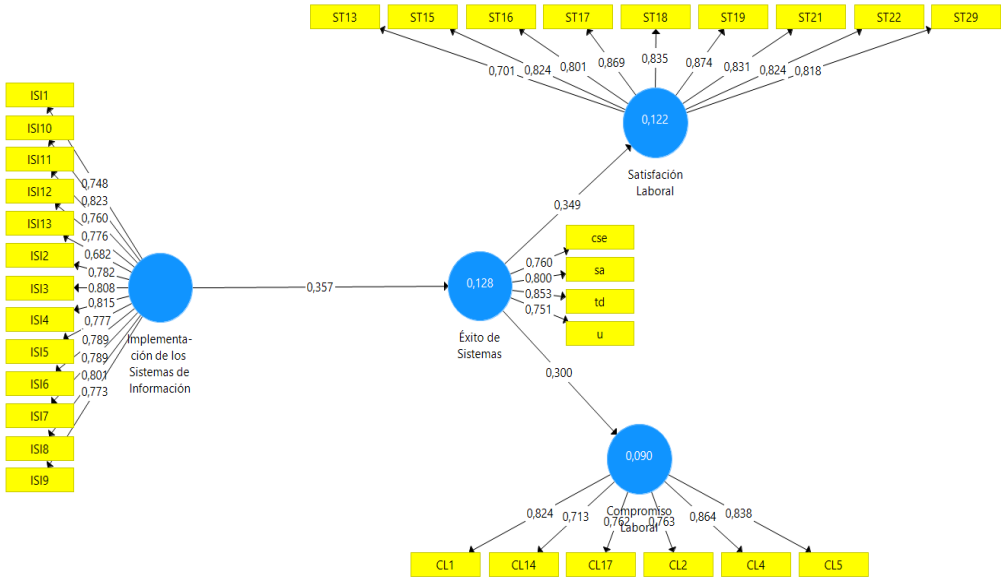 ST13 ST15 ST16 ST17 ST18 ST19 ST21 ST22 ST29
0,701 0,824 0,801 0,869 0,835 0,874 0,831 0,824 0,818
0,122
Satisfación
Laboral
ISI1
ISI10
ISI11
ISI12
ISI13
ISI2
ISI3
ISI4
ISI5
ISI6
ISI7
ISI8
ISI9
0,748
0,823
0,760
0,776
0,682
0,782
0.808
0,815
0,777
0,789
0,789
0,801
0,773
Implementa-
ción de los
Sistemas de
Información
0,357
0,349
0,128
Éxito de
Sistemas
0,760
0.800
0,853
0,751
cse
sa
td
u
0,300
0,090
Compromiso
Laboral
0,824 0,713 0,762 0,763 0,864 0,838
CL1 CL14 CL17 CL2 CL4 CL5